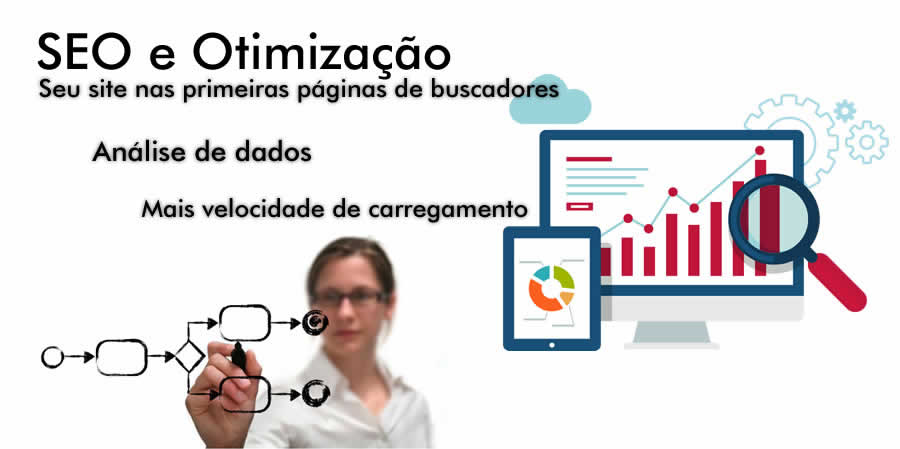 SEO e Otimização
Seu site nas primeiras páginas de buscadores
Análise de dados
Mais velocidade de carregamento